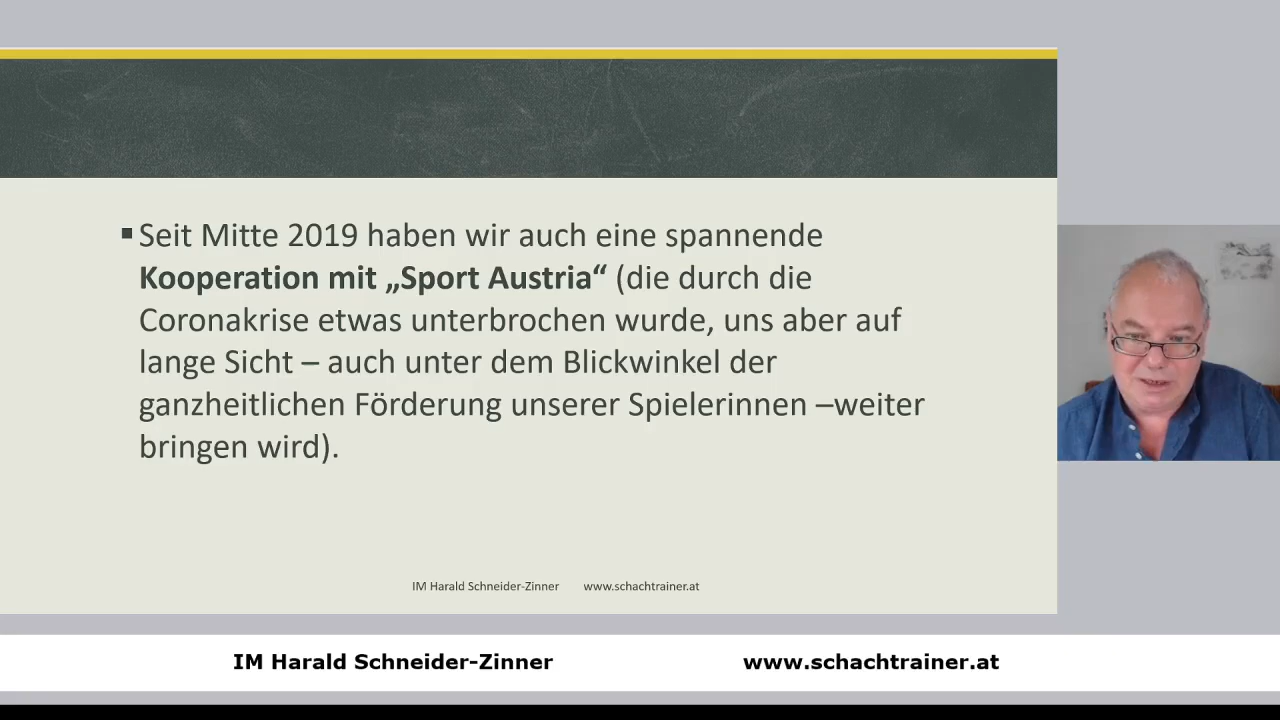 ▪ Seit Mitte 2019 haben wir auch eine spannende
Kooperation mit „Sport Austria“ (die durch die
Coronakrise etwas unterbrochen wurde, uns aber auf
lange Sicht – auch unter dem Blickwinkel der
ganzheitlichen Förderung unserer Spielerinnen –weiter
bringen wird).
IM Harald Schneider-Zinner www.schachtrainer.at
IM Harald Schneider-Zinner www.schachtrainer.at